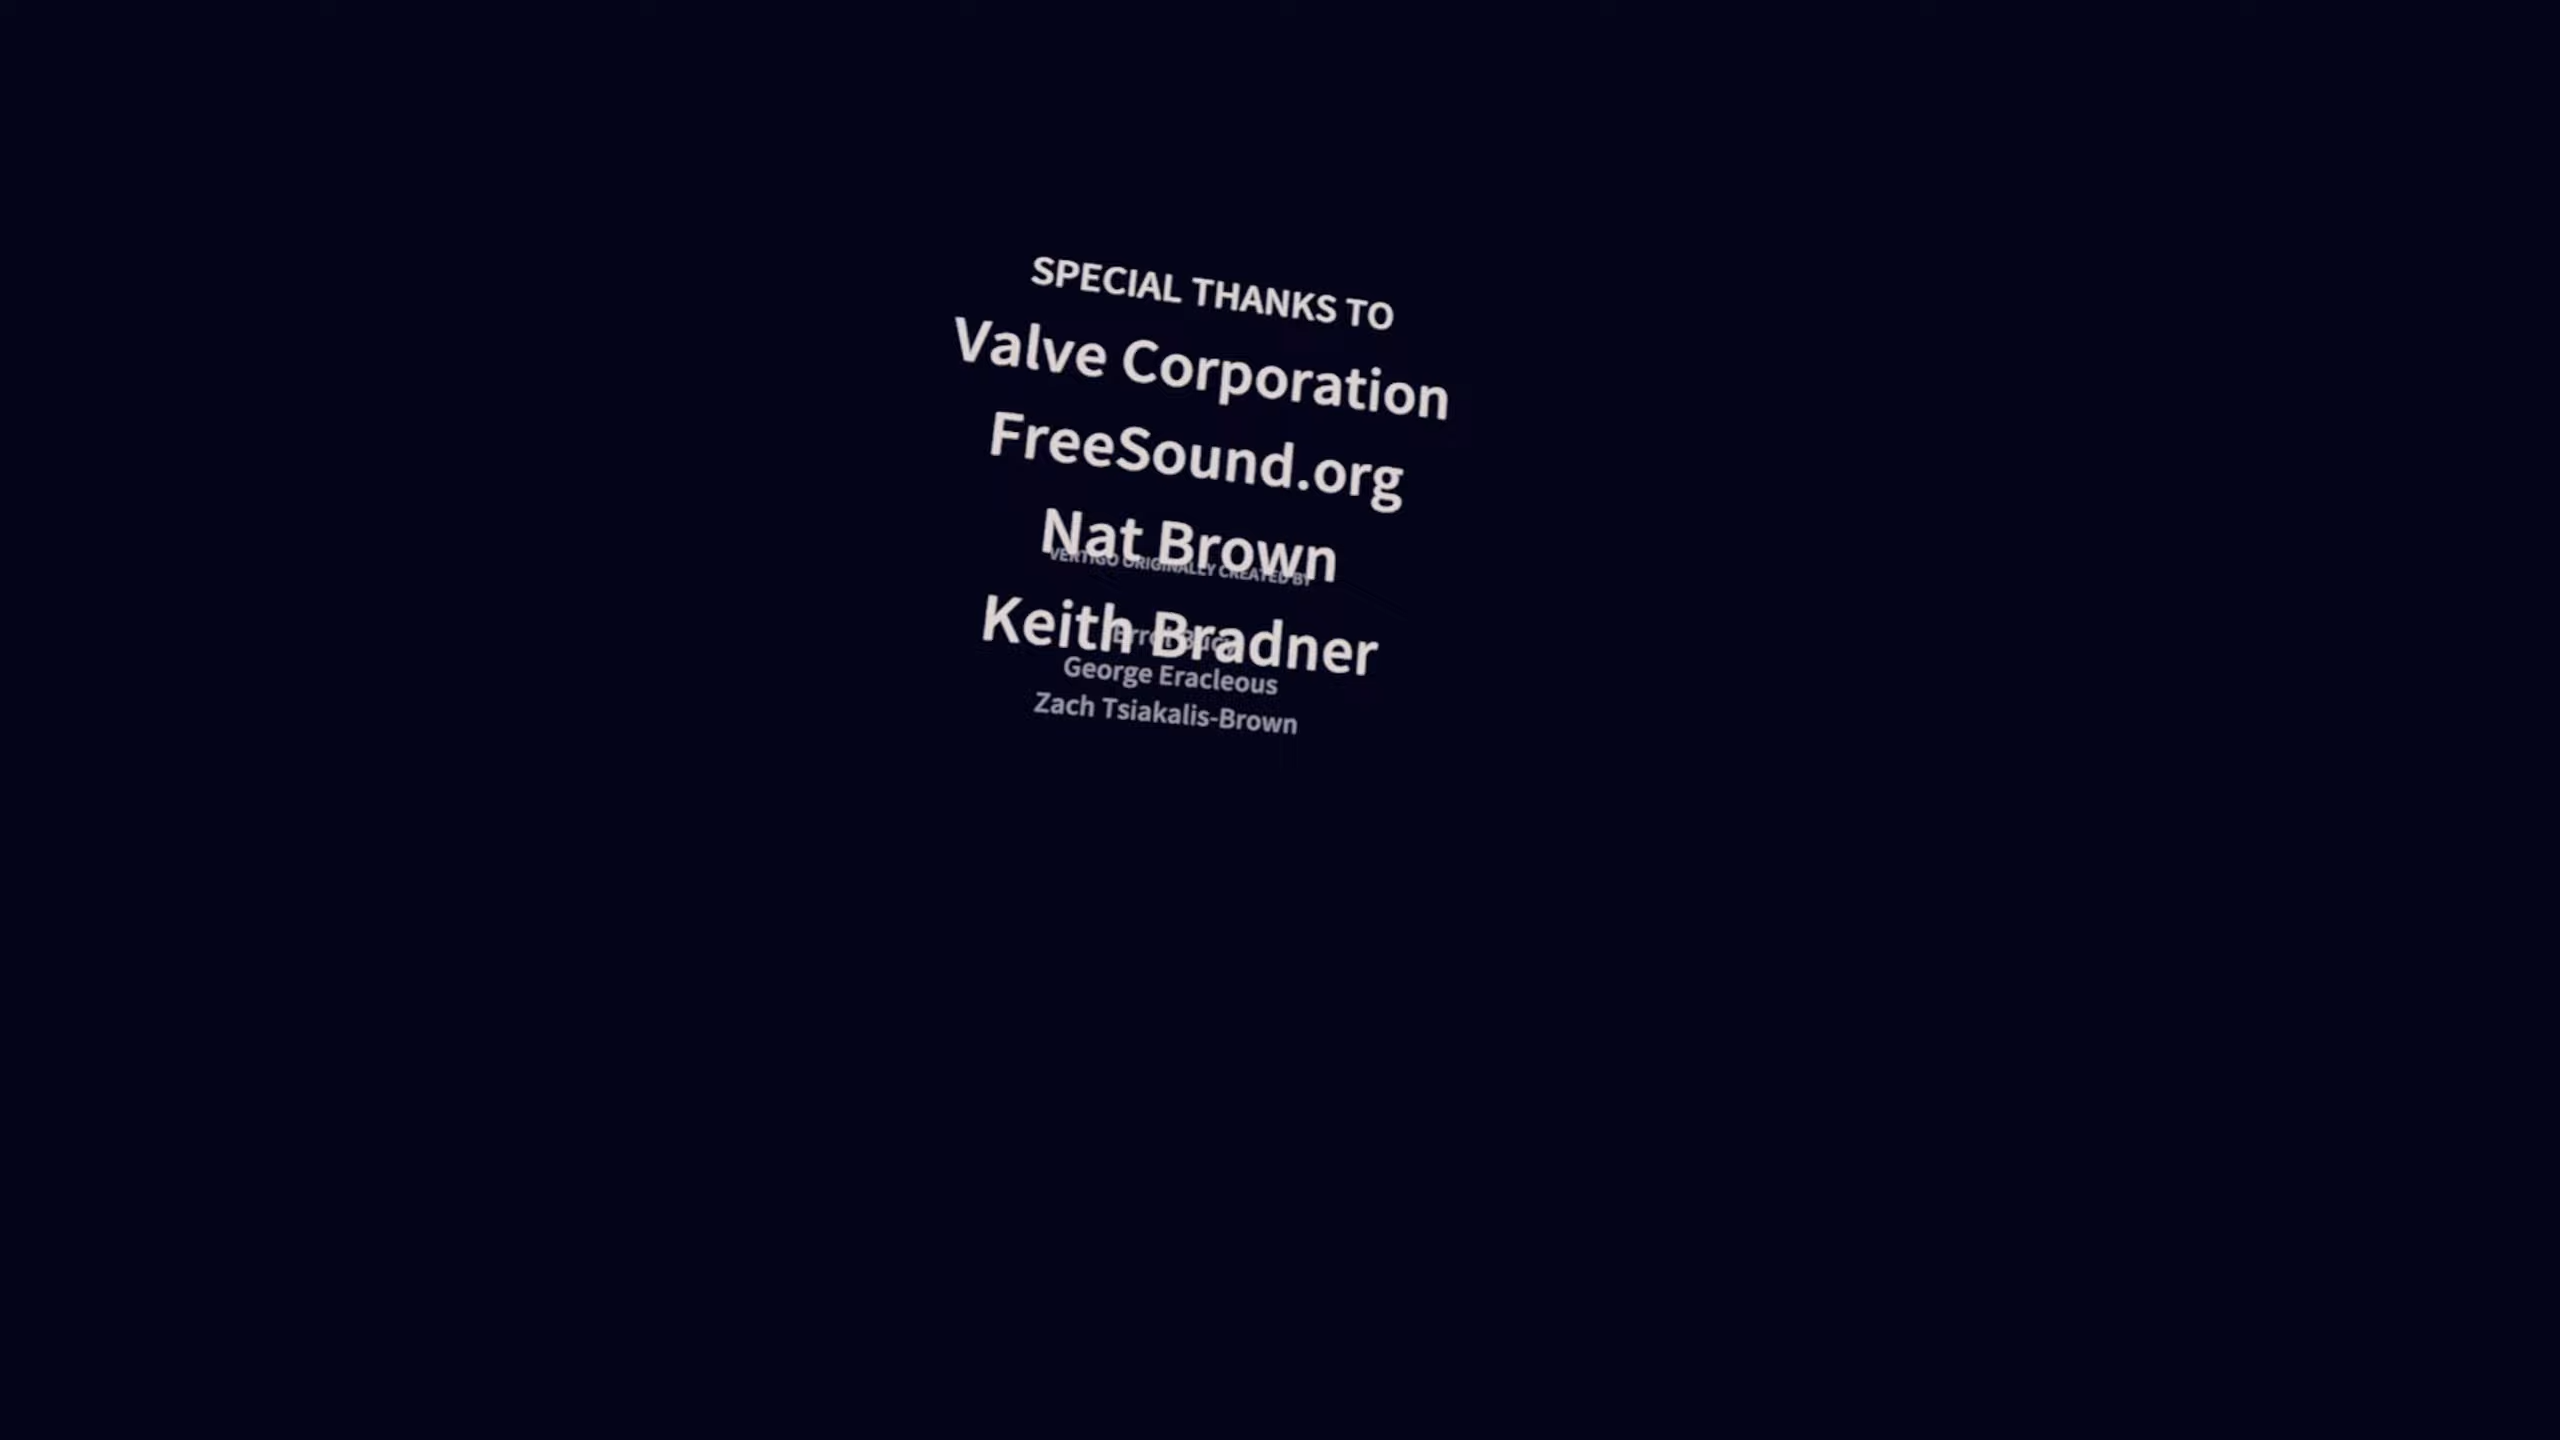 SPECIAL THANKS TO
Valve Corporation
FreeSound.org
Nat Brown
VERTIGO ORIGINALLY CREATED BY
Keith Bradner
George Eracleous
Zach Tsiakalis-Brown